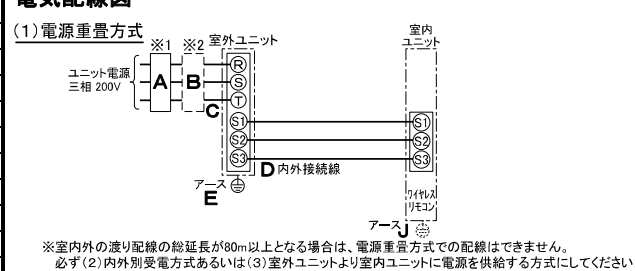 電気配線図
(1)電源重畳方式
※1 ※2 室外ユニット
室内
ユニット
ユニット電源
三相 200V
A
B
C
R
S
T
S1
S2
S3
S1
S2
S3
D 内外接続線
アース
E
ワイヤレス
リモコン
アース J
※室内外の渡り配線の総延長が80m以上となる場合は、電源重畳方式での配線はできません。
必ず(2)内外別受電方式あるいは(3)室外ユニットより室内ユニットに電源を供給する方式にしてください